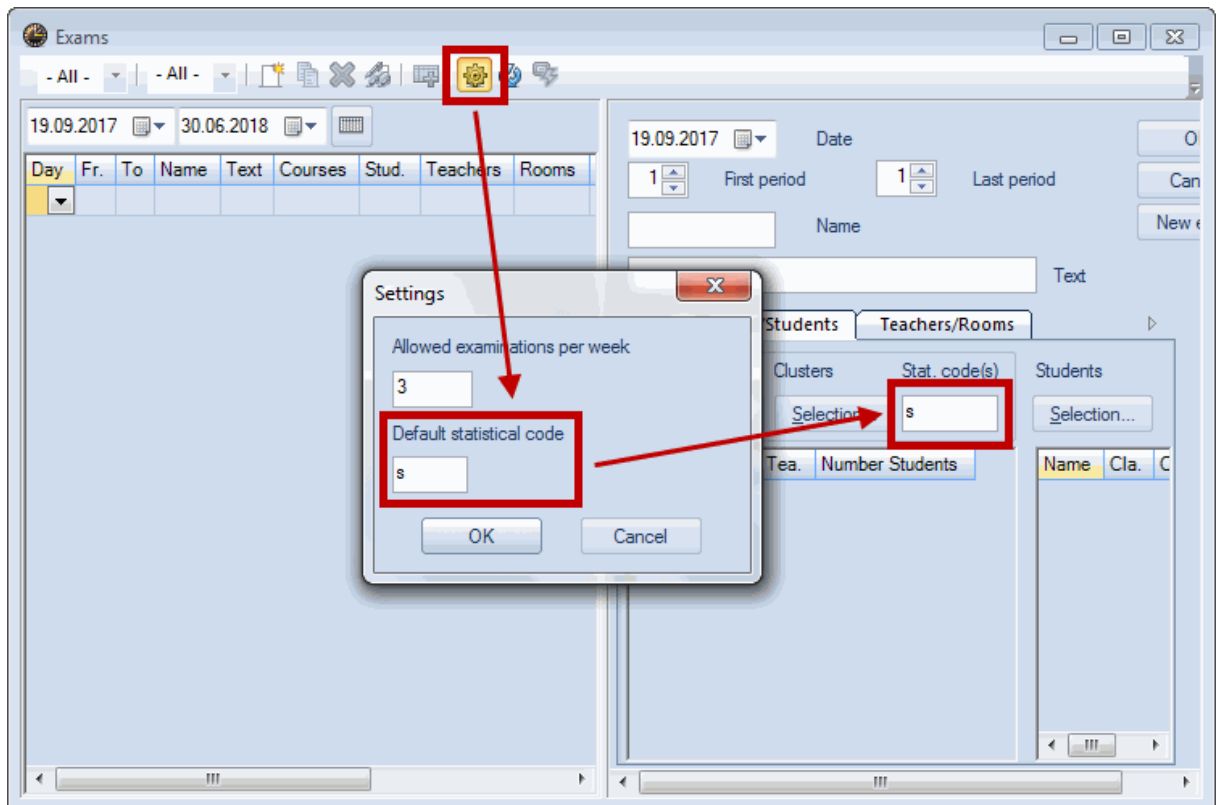 Exams
- All - - All -
19.09.2017 30.06.2018
Day Fr. To Name Text Courses Stud. Teachers Rooms
19.09.2017 Date
O
1 First period 1 Last period
Can
Name
New e
Text
/Students Teachers/Rooms
Clusters Stat. code(s) Students
Selection s Selection...
Tea. Number Students Name Cla. C
Settings
Allowed examinations per week
3
Default statistical code
s
OK Cancel